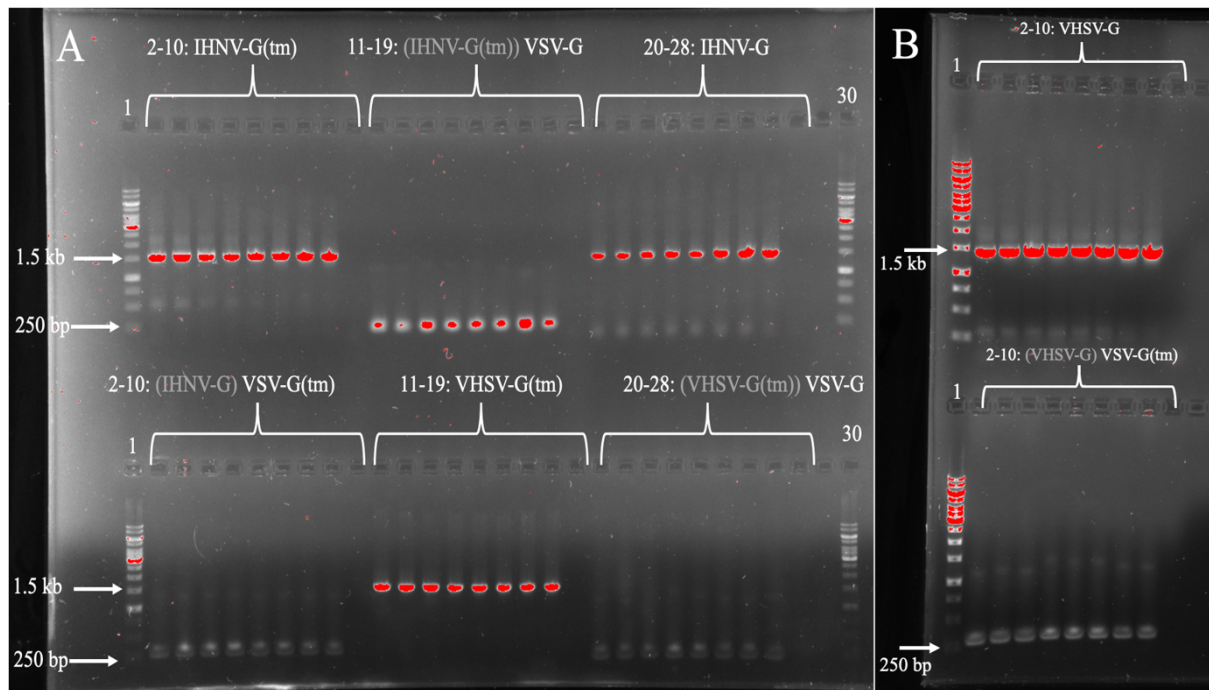 A
2-10: IHNV-G(tm)
11-19: (IHNV-G(tm)) VSV-G
20-28: IHNV-G
1
30
1.5 kb
250 bp
2-10: (IHNV-G) VSV-G(tm)
11-19: VHSV-G(tm)
20-28: (VHSV-G(tm)) VSV-G
1
30
1.5 kb
250 bp
B
2-10: VHSV-G
1
1.5 kb
2-10: (VHSV-G) VSV-G(tm)
1
250 bp